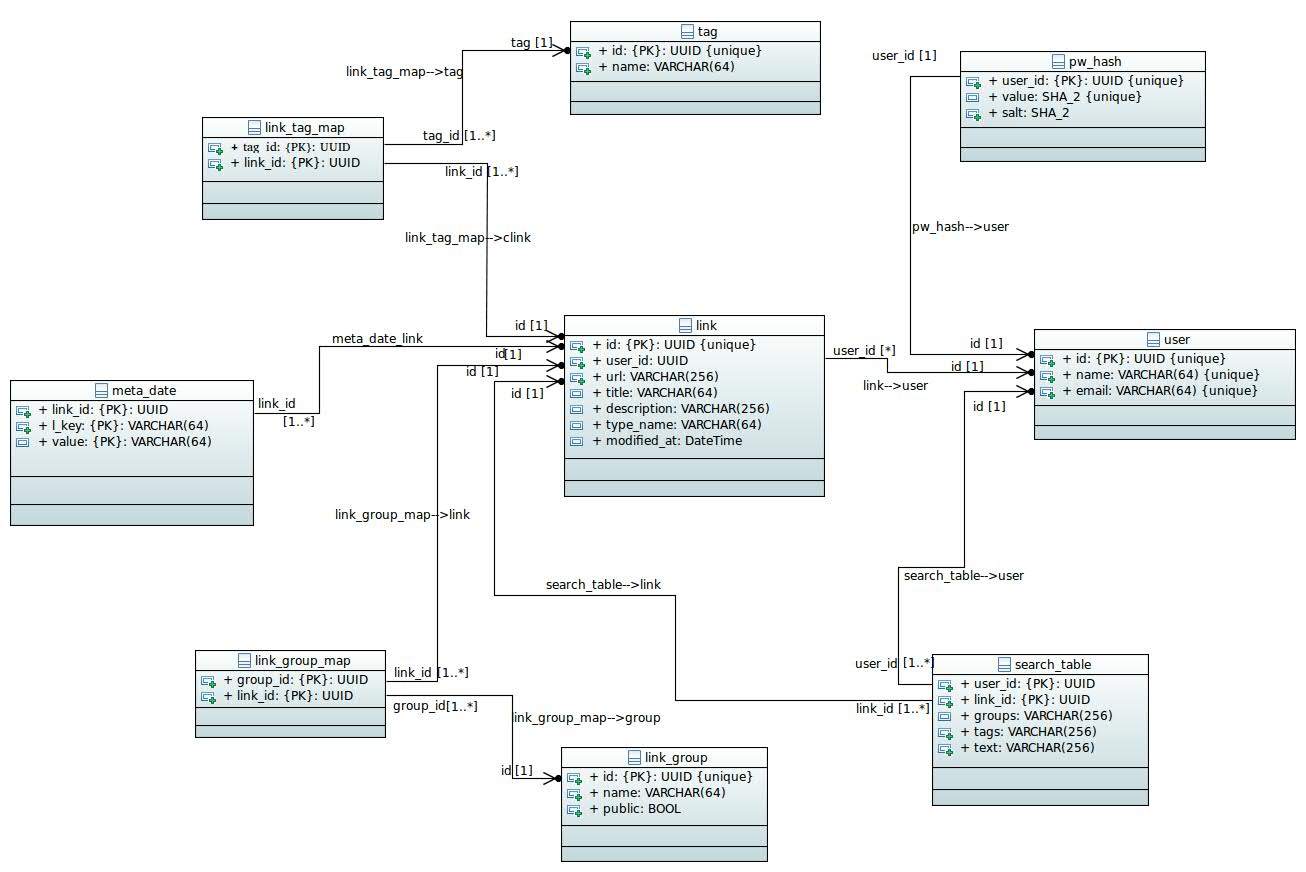 tag
+ id: {PK}: UUID {unique}
+ name: VARCHAR(64)
tag [1]
link_tag_map-->tag
user_id [1]
pw_hash
+ user_id: {PK}: UUID {unique}
+ value: SHA_2 {unique}
+ salt: SHA_2
link_tag_map
+ tag_id: {PK}: UUID
+ link_id: {PK}: UUID
tag_id [1..*]
link_id [1..*]
link_tag_map-->clink
pw_hash-->user
id [1]
link
+ id: {PK}: UUID {unique}
+ user_id: UUID
+ url: VARCHAR(256)
+ title: VARCHAR(64)
+ description: VARCHAR(256)
+ type_name: VARCHAR(64)
+ modified_at: DateTime
meta_date_link
id[1]
id [1]
id [1]
user_id [*]
link-->user
id [1]
id [1]
id [1]
user
+ id: {PK}: UUID {unique}
+ name: VARCHAR(64) {unique}
+ email: VARCHAR(64) {unique}
meta_date
+ link_id: {PK}: UUID
+ l_key: {PK}: VARCHAR(64)
+ value: {PK}: VARCHAR(64)
link_id
[1..*]
link_group_map-->link
search_table-->link
search_table-->user
link_group_map
+ group_id: {PK}: UUID
+ link_id: {PK}: UUID
link_id [1..*]
group_id[1..*]
link_group_map-->group
id[1]
link_group
+ id: {PK}: UUID {unique}
+ name: VARCHAR(64)
+ public: BOOL
user_id [1..*]
link_id [1..*]
search_table
+ user_id: {PK}: UUID
+ link_id: {PK}: UUID
+ groups: VARCHAR(256)
+ tags: VARCHAR(256)
+ text: VARCHAR(256)